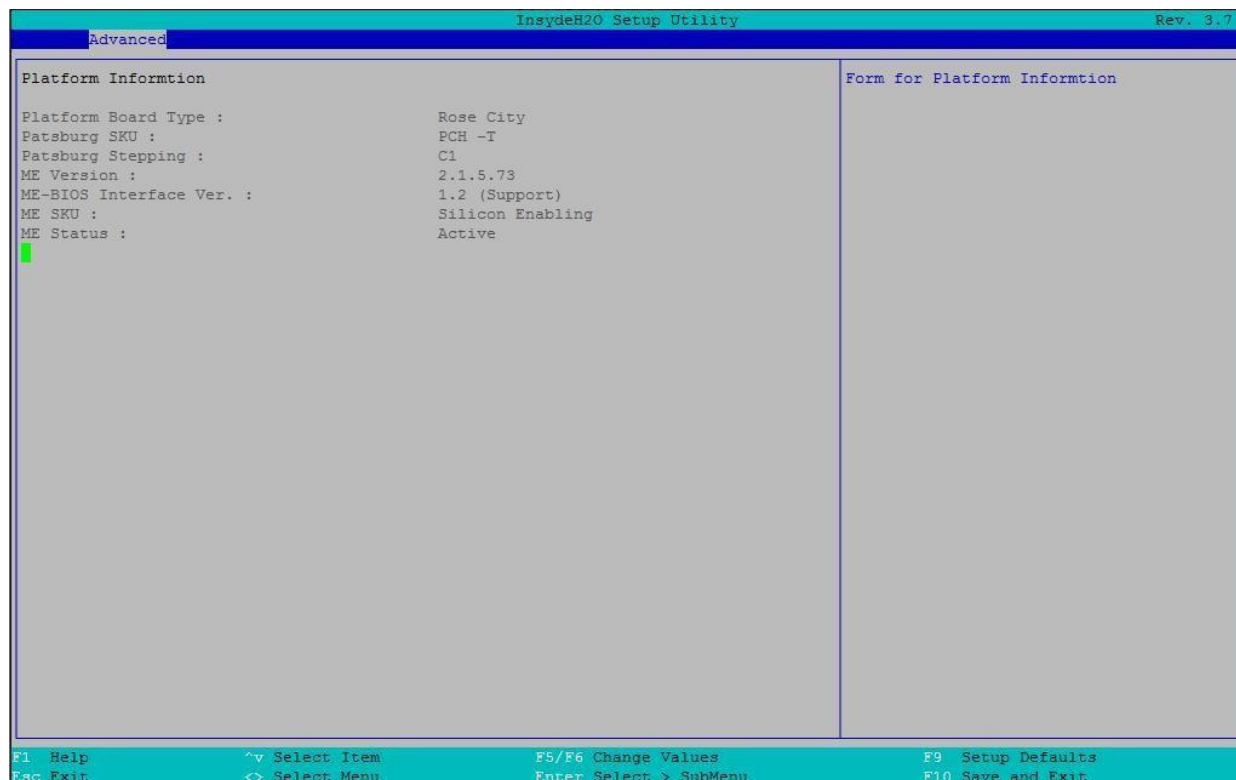 InsydeH2O Setup Utility Rev. 3.7
Advanced
Platform Informtion Form for Platform Informtion
Platform Board Type : Rose City
Patsburg SKU : PCH -T
Patsburg Stepping : C1
ME Version : 2.1.5.73
ME-BIOS Interface Ver. : 1.2 (Support)
ME SKU : Silicon Enabling
ME Status : Active
F1 Help ^v Select Item F5/F6 Change Values F9 Setup Defaults
Esc Exit <> Select Menu Enter Select > SubMenu F10 Save and Exit